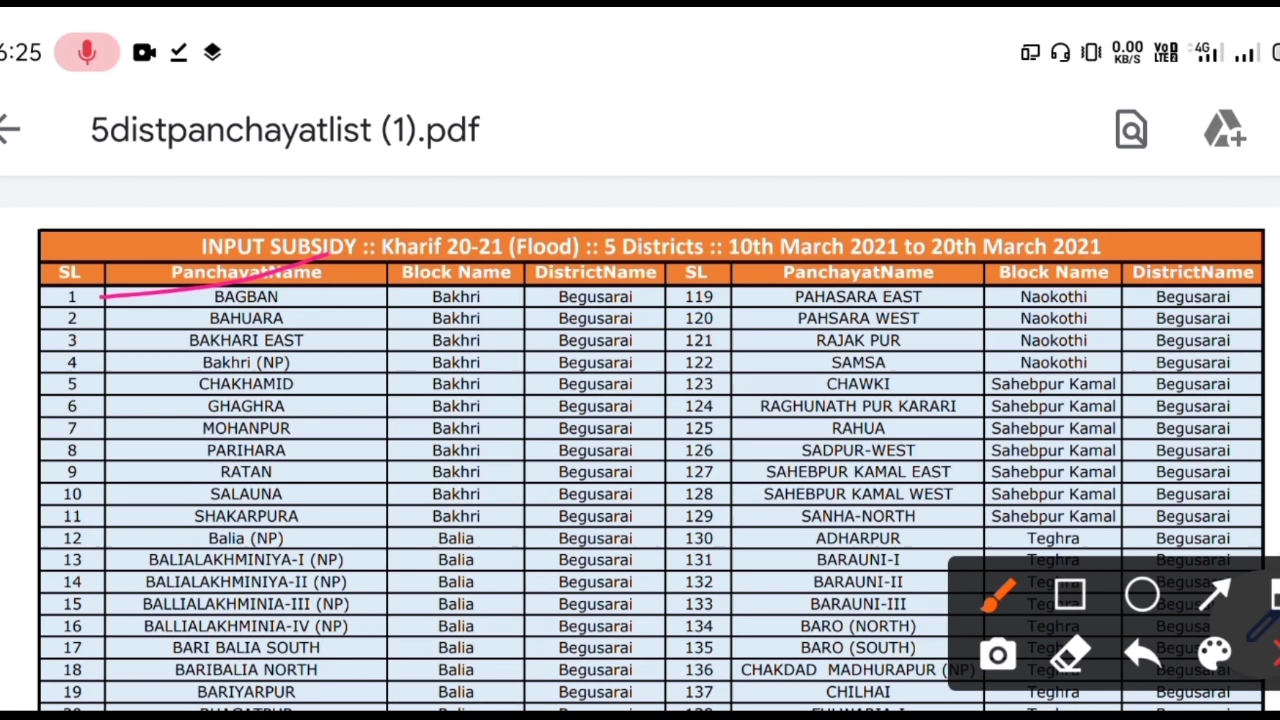 6:25 0.00 KB/S VoD LTE2 4G
5distpanchayatlist (1).pdf
INPUT SUBSIDY :: Kharif 20-21 (Flood) :: 5 Districts :: 10th March 2021 to 20th March 2021
SL PanchayatName Block Name DistrictName SL PanchayatName Block Name DistrictName
1 BAGBAN Bakhri Begusarai 119 PAHASARA EAST Naokothi Begusarai
2 BAHUARA Bakhri Begusarai 120 PAHSARA WEST Naokothi Begusarai
3 BAKHARI EAST Bakhri Begusarai 121 RAJAK PUR Naokothi Begusarai
4 Bakhri (NP) Bakhri Begusarai 122 SAMSA Naokothi Begusarai
5 CHAKHAMID Bakhri Begusarai 123 CHAWKI Sahebpur Kamal Begusarai
6 GHAGHRA Bakhri Begusarai 124 RAGHUNATH PUR KARARI Sahebpur Kamal Begusarai
7 MOHANPUR Bakhri Begusarai 125 RAHUA Sahebpur Kamal Begusarai
8 PARIHARA Bakhri Begusarai 126 SADPUR-WEST Sahebpur Kamal Begusarai
9 RATAN Bakhri Begusarai 127 SAHEBPUR KAMAL EAST Sahebpur Kamal Begusarai
10 SALAUNA Bakhri Begusarai 128 SAHEBPUR KAMAL WEST Sahebpur Kamal Begusarai
11 SHAKARPURA Bakhri Begusarai 129 SANHA-NORTH Sahebpur Kamal Begusarai
12 Balia (NP) Balia Begusarai 130 ADHARPUR Teghra Begusarai
13 BALIALAKHMINIYA-I (NP) Balia Begusarai 131 BARAUNI-I Teghra Begusarai
14 BALIALAKHMINIYA-II (NP) Balia Begusarai 132 BARAUNI-II Teghra
15 BALLIALAKHMINIA-III (NP) Balia Begusarai 133 BARAUNI-III Teghra
16 BALLIALAKHMINIA-IV (NP) Balia Begusarai 134 BARO (NORTH) Teghra
17 BARI BALIA SOUTH Balia Begusarai 135 BARO (SOUTH)
18 BARIBALIA NORTH Balia Begusarai 136 CHAKDAD MADHURAPUR (NP)
19 BARIYARPUR Balia Begusarai 137 CHILHAI Teghra Begusarai